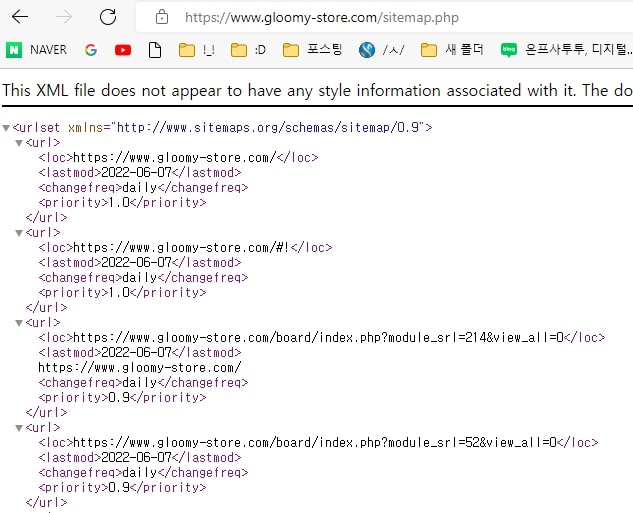 https://www.gloomy-store.com/sitemap.php
NAVER !_! :D 포스팅 /ㅅ/ 새 폴더 blog 온프사투투, 디지털...
This XML file does not appear to have any style information associated with it. The do
▼<urlset xmlns="http://www.sitemaps.org/schemas/sitemap/0.9">
▼<url>
<loc>https://www.gloomy-store.com/</loc>
<lastmod>2022-06-07</lastmod>
<changefreq>daily</changefreq>
<priority>1.0</priority>
</url>
▼<url>
<loc>https://www.gloomy-store.com/#!</loc>
<lastmod>2022-06-07</lastmod>
<changefreq>daily</changefreq>
<priority>1.0</priority>
</url>
▼<url>
<loc>https://www.gloomy-store.com/board/index.php?module_srl=214&view_all=0</loc>
<lastmod>2022-06-07</lastmod>
https://www.gloomy-store.com/
<changefreq>daily</changefreq>
<priority>0.9</priority>
</url>
▼<url>
<loc>https://www.gloomy-store.com/board/index.php?module_srl=52&view_all=0</loc>
<lastmod>2022-06-07</lastmod>
<changefreq>daily</changefreq>
<priority>0.9</priority>
</url>